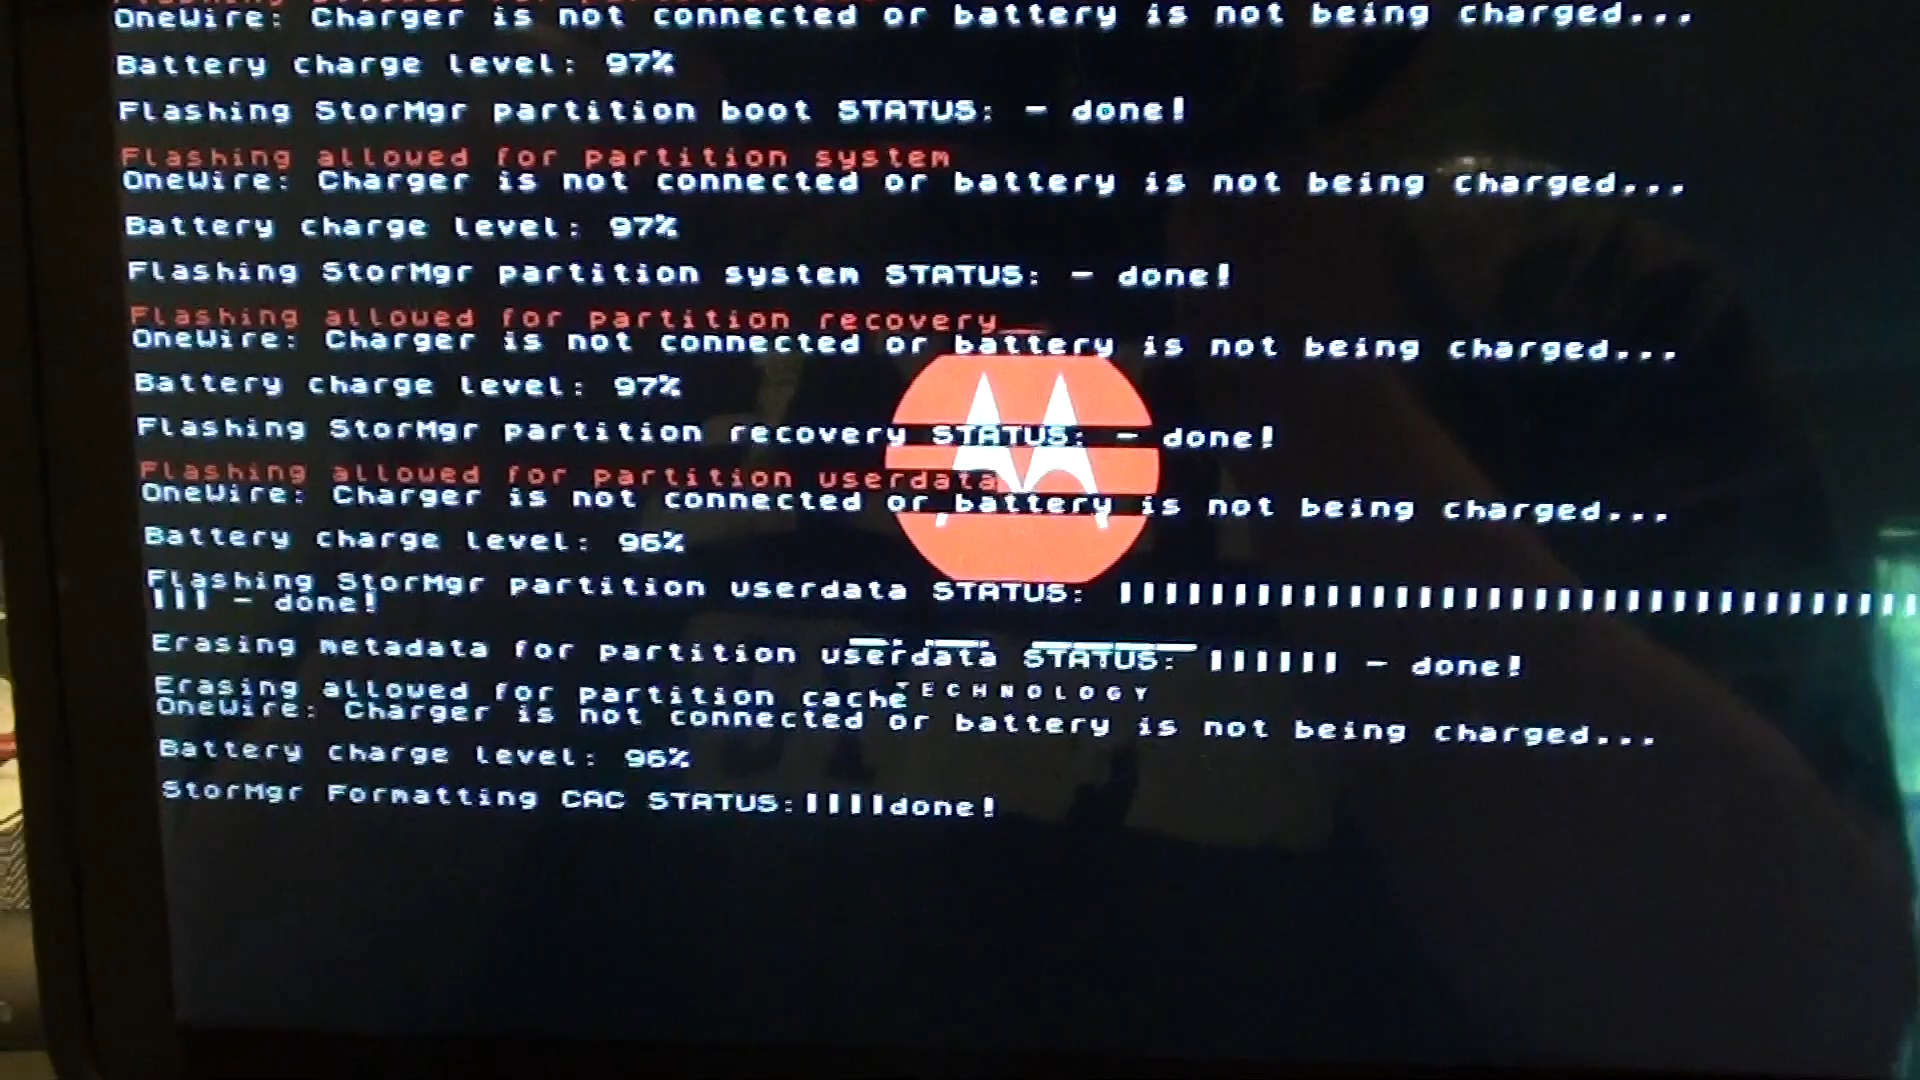 OneWire: Charger is not connected or battery is not being charged...
Battery charge level: 97%
Flashing StorMgr partition boot STATUS: - done!
Flashing allowed for partition system
OneWire: Charger is not connected or battery is not being charged...
Battery charge level: 97%
Flashing StorMgr partition system STATUS: - done!
Flashing allowed for partition recovery
OneWire: Charger is not connected or battery is not being charged...
Battery charge level: 97%
Flashing StorMgr partition recovery STATUS: - done!
Flashing allowed for partition userdata
OneWire: Charger is not connected or battery is not being charged...
Battery charge level: 96%
Flashing StorMgr partition userdata STATUS:
- done!
Erasing metadata for partition userdata STATUS: - done!
Erasing allowed for partition cache
TECHNOLOGY
OneWire: Charger is not connected or battery is not being charged...
Battery charge level: 96%
StorMgr Formatting CAC STATUS: done!